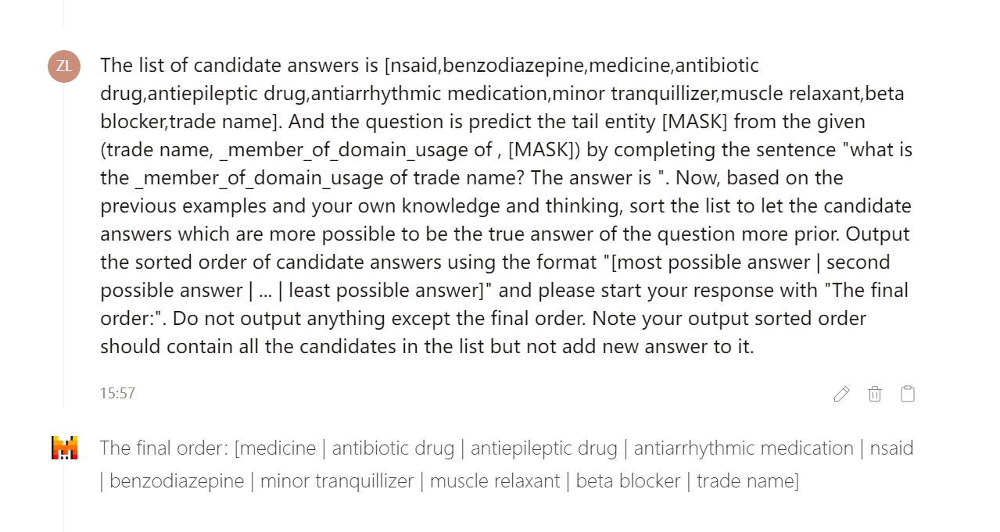 ZL
The list of candidate answers is [nsaid,benzodiazepine,medicine,antibiotic
drug,antiepileptic drug,antiarrhythmic medication,minor tranquillizer,muscle relaxant,beta
blocker,trade name]. And the question is predict the tail entity [MASK] from the given
(trade name, _member_of_domain_usage of , [MASK]) by completing the sentence "what is
the _member_of_domain_usage of trade name? The answer is ". Now, based on the
previous examples and your own knowledge and thinking, sort the list to let the candidate
answers which are more possible to be the true answer of the question more prior. Output
the sorted order of candidate answers using the format "[most possible answer | second
possible answer | ... | least possible answer]" and please start your response with "The final
order:". Do not output anything except the final order. Note your output sorted order
should contain all the candidates in the list but not add new answer to it.
15:57
The final order: [medicine | antibiotic drug | antiepileptic drug | antiarrhythmic medication | nsaid
| benzodiazepine | minor tranquillizer | muscle relaxant | beta blocker | trade name]